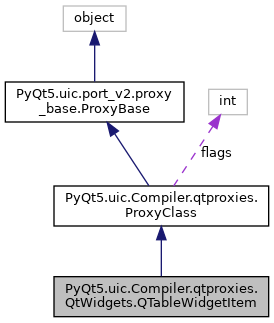 object
PyQt5.uic.port_v2.proxy
_base.ProxyBase
int
flags
PyQt5.uic.Compiler.qtproxies.
ProxyClass
PyQt5.uic.Compiler.qtproxies.
QtWidgets.QTableWidgetItem